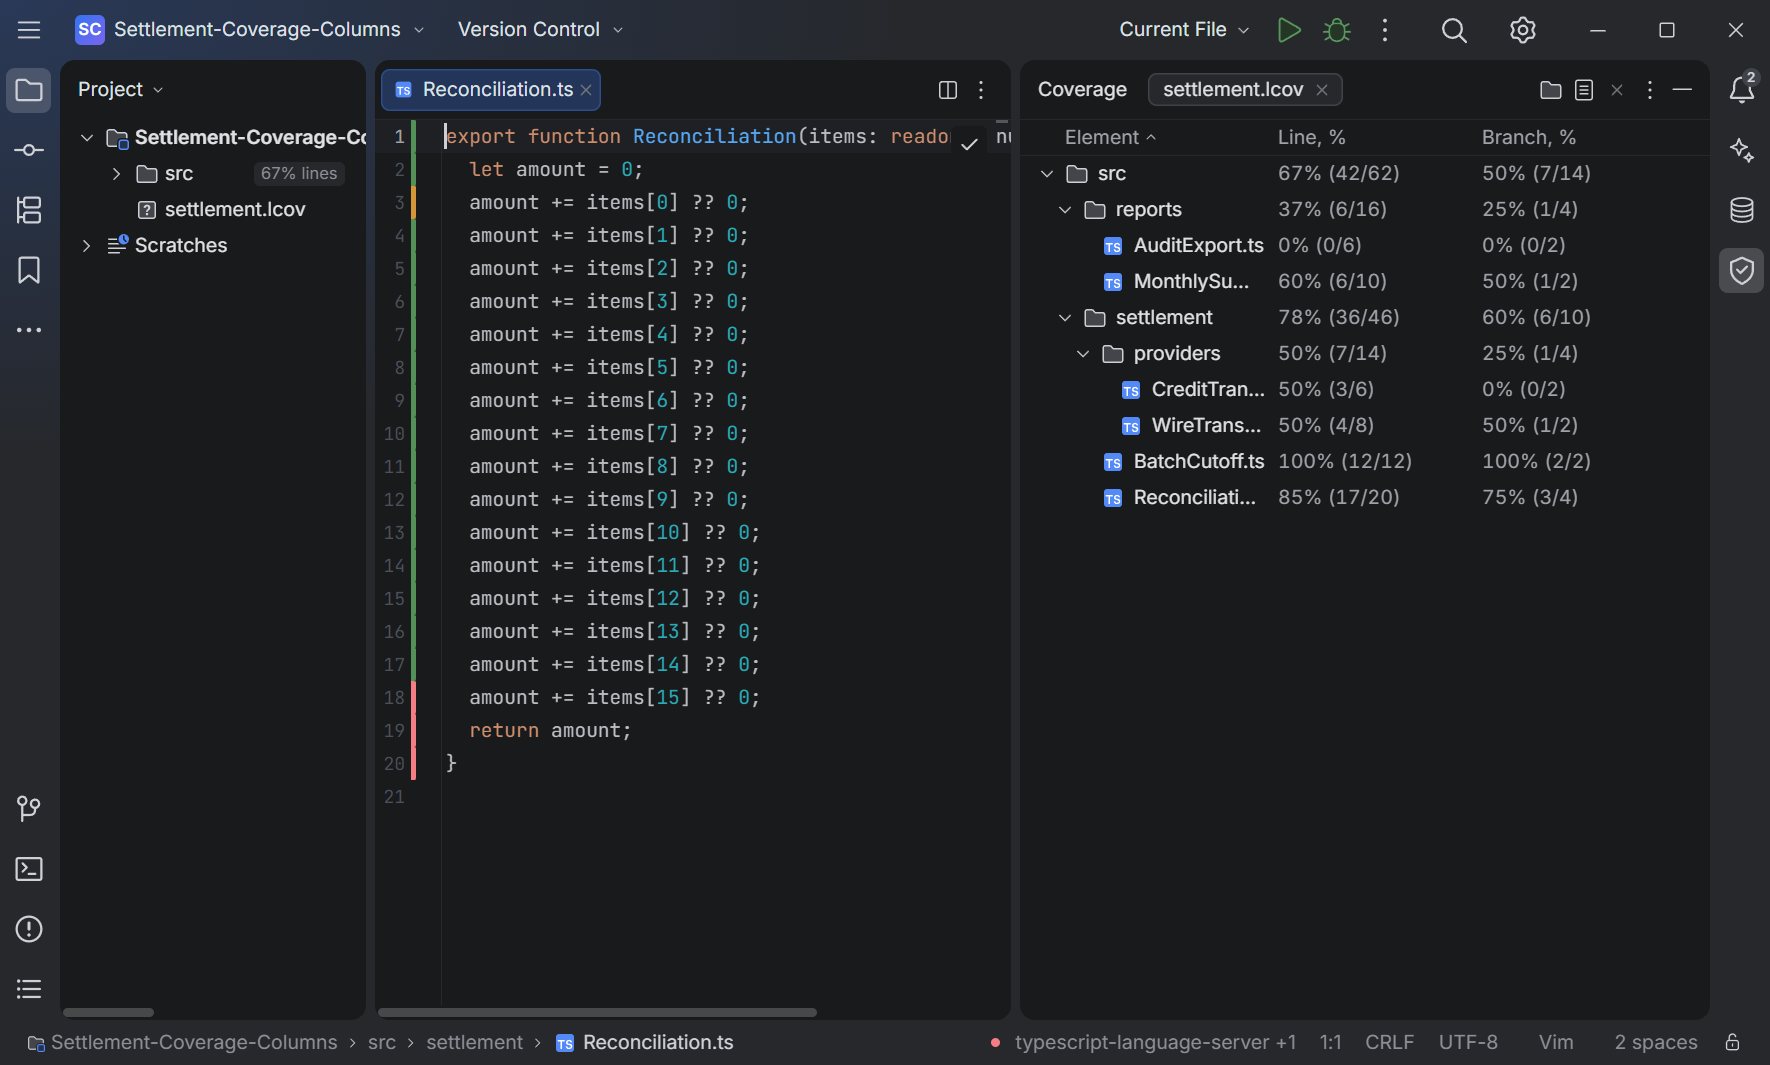 SC Settlement-Coverage-Columns Version Control Current File
Project
Settlement-Coverage-Co
src 67% lines
settlement.lcov
Scratches
TS Reconciliation.ts
1 export function Reconciliation(items: reado nu
2 let amount = 0;
3 amount += items[0] ?? 0;
4 amount += items[1] ?? 0;
5 amount += items[2] ?? 0;
6 amount += items[3] ?? 0;
7 amount += items[4] ?? 0;
8 amount += items[5] ?? 0;
9 amount += items[6] ?? 0;
10 amount += items[7] ?? 0;
11 amount += items[8] ?? 0;
12 amount += items[9] ?? 0;
13 amount += items[10] ?? 0;
14 amount += items[11] ?? 0;
15 amount += items[12] ?? 0;
16 amount += items[13] ?? 0;
17 amount += items[14] ?? 0;
18 amount += items[15] ?? 0;
19 return amount;
20 }
21
Coverage settlement.lcov
2
Element Line, % Branch, %
src 67% (42/62) 50% (7/14)
reports 37% (6/16) 25% (1/4)
TS AuditExport.ts 0% (0/6) 0% (0/2)
TS MonthlySu... 60% (6/10) 50% (1/2)
settlement 78% (36/46) 60% (6/10)
providers 50% (7/14) 25% (1/4)
TS CreditTran... 50% (3/6) 0% (0/2)
TS WireTrans... 50% (4/8) 50% (1/2)
TS BatchCutoff.ts 100% (12/12) 100% (2/2)
TS Reconciliati... 85% (17/20) 75% (3/4)
Settlement-Coverage-Columns › src › settlement › TS Reconciliation.ts typescript-language-server +1 1:1 CRLF UTF-8 Vim 2 spaces